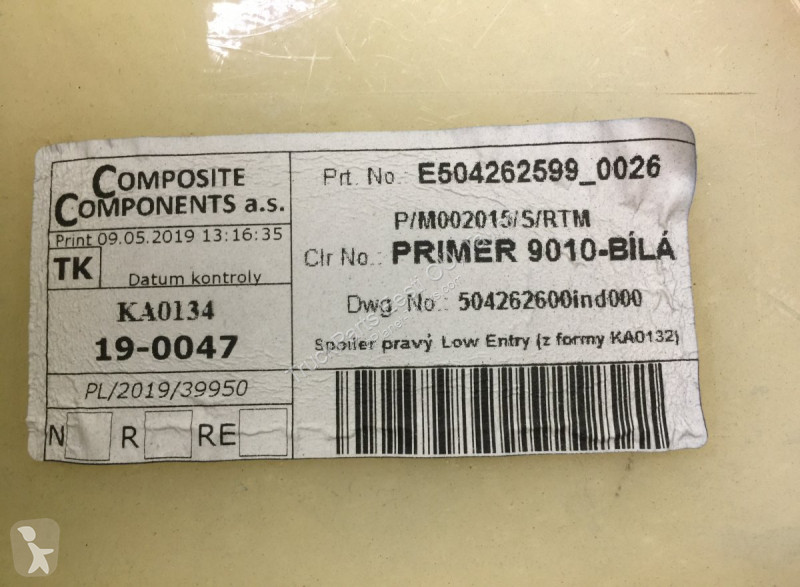 COMPOSITE
COMPONENTS a.s.
Print 09.05.2019 13:16:35
TK
Datum kontroly
KA0134
19-0047
PL/2019/39950
N R RE
Prt. No.: E504262599_0026
P/M002015/S/RTM
Clr No.: PRIMER 9010-BÍLÁ
Dwg. No.: 504262600ind000
Spoiler pravý Low Entry (z formy KA0132)